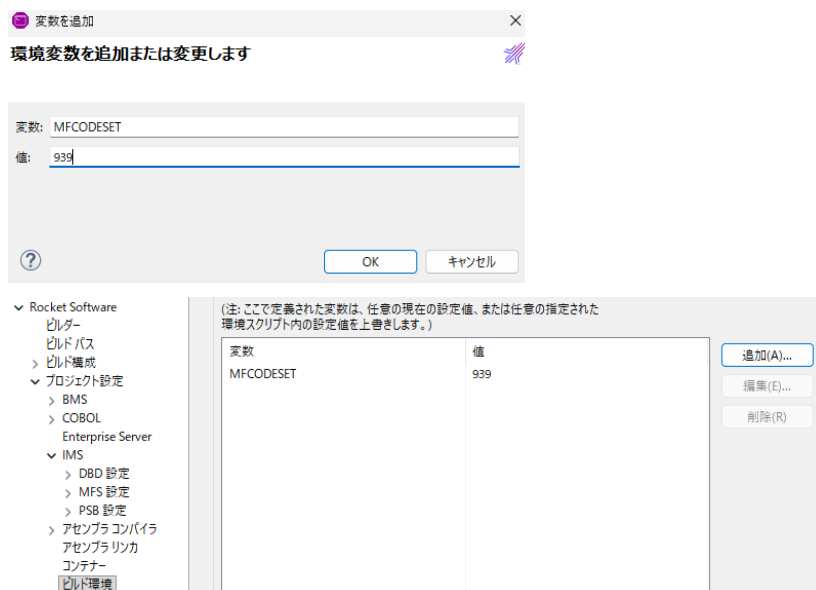 変数を追加
環境変数を追加または変更します
変数: MFCODESET
値: 939
OK
キャンセル
Rocket Software
ビルダー
ビルド パス
ビルド構成
プロジェクト設定
BMS
COBOL
Enterprise Server
IMS
DBD 設定
MFS 設定
PSB 設定
アセンブラ コンパイラ
アセンブラ リンカ
コンテナー
ビルド環境
(注: ここで定義された変数は、任意の現在の設定値、または任意の指定された
環境スクリプト内の設定値を上書きします。)
変数 値
MFCODESET 939
追加(A)...
編集(E)...
削除(R)